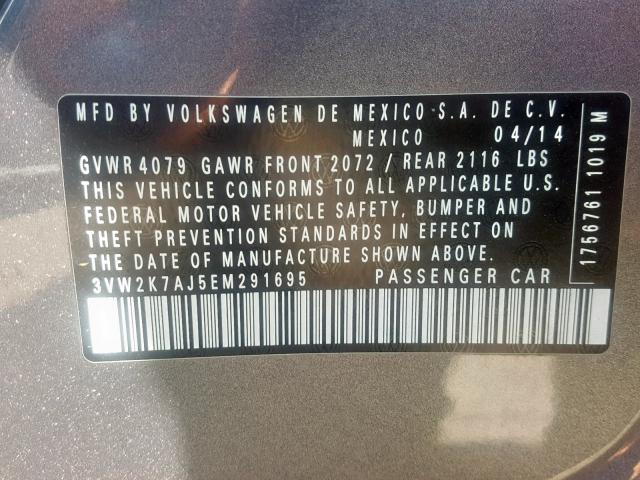 MFD BY VOLKSWAGEN DE MEXICO S.A. DE C.V.
MEXICO 04/14
GVWR 4079 GAWR FRONT 2072 / REAR 2116 LBS
THIS VEHICLE CONFORMS TO ALL APPLICABLE U.S.
FEDERAL MOTOR VEHICLE SAFETY, BUMPER AND
THEFT PREVENTION STANDARDS IN EFFECT ON
THE DATE OF MANUFACTURE SHOWN ABOVE.
3VW2K7AJ5EM291695 PASSENGER CAR
1756761 1019 M